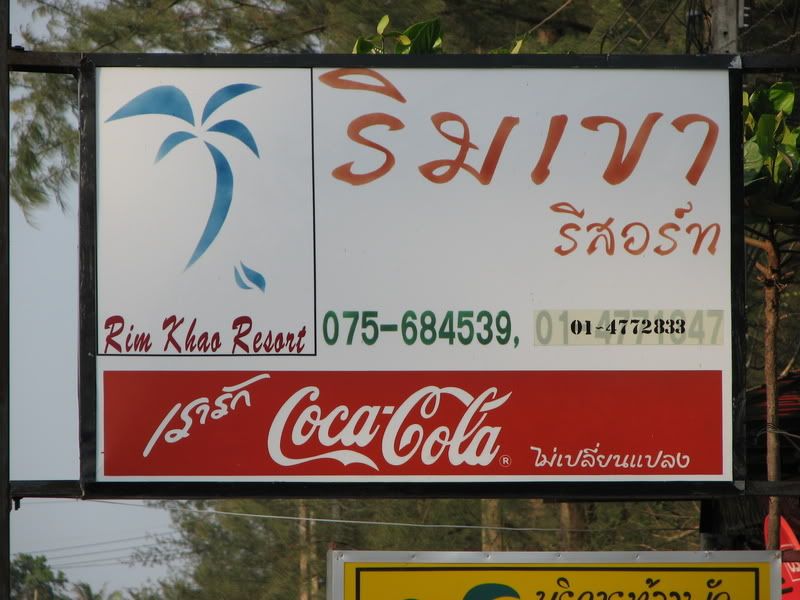 ริมเขา
รีสอร์ท
Rim Khao Resort
075-684539, 01-4772833
เรารัก Coca-Cola ® ไม่เปลี่ยนแปลง